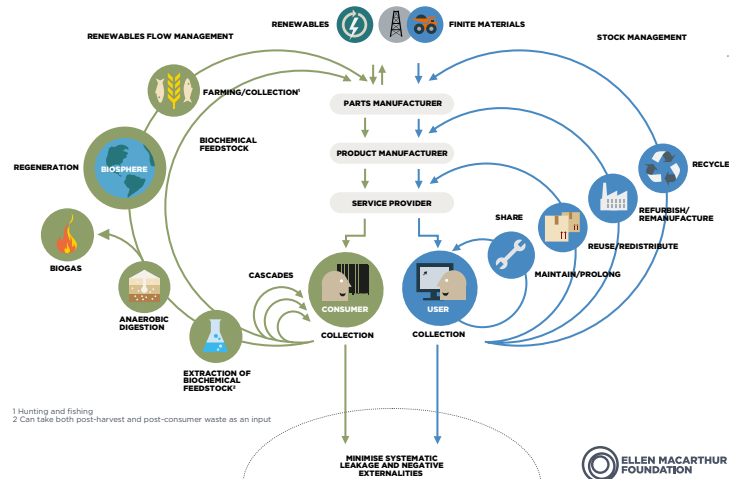 RENEWABLES
FINITE MATERIALS
RENEWABLES FLOW MANAGEMENT
STOCK MANAGEMENT
FARMING/COLLECTION¹
PARTS MANUFACTURER
BIOCHEMICAL
FEEDSTOCK
PRODUCT MANUFACTURER
REGENERATION
BIOSPHERE
RECYCLE
SERVICE PROVIDER
SHARE
REFURBISH/
REMANUFACTURE
REUSE/REDISTRIBUTE
BIOGAS
CASCADES
MAINTAIN/PROLONG
CONSUMER
USER
ANAEROBIC
DIGESTION
COLLECTION
COLLECTION
EXTRACTION OF
BIOCHEMICAL
FEEDSTOCK²
1 Hunting and fishing
2 Can take both post-harvest and post-consumer waste as an input
MINIMISE SYSTEMATIC
LEAKAGE AND NEGATIVE
EXTERNALITIES
ELLEN MACARTHUR
FOUNDATION